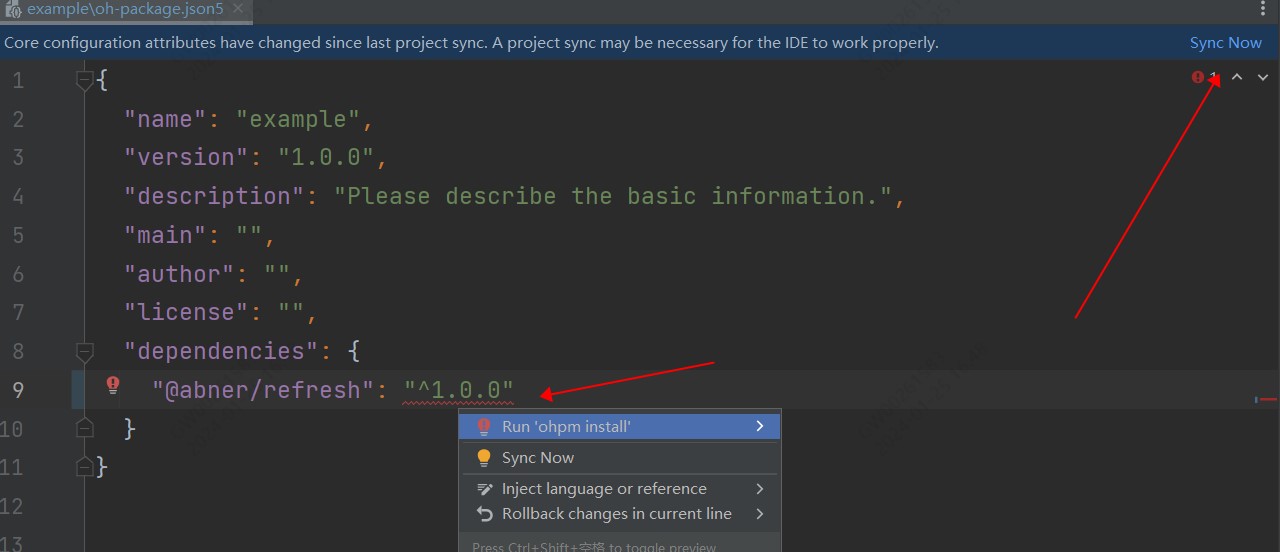 example\oh-package.json5
Core configuration attributes have changed since last project sync. A project sync may be necessary for the IDE to work properly. Sync Now
1 {
1
2 "name": "example",
3 "version": "1.0.0",
4 "description": "Please describe the basic information.",
5 "main": "",
6 "author": "",
7 "license": "",
8 "dependencies": {
9 "@abner/refresh": "^1.0.0"
10 }
Run 'ohpm install'
11 }
Sync Now
12
Inject language or reference
Rollback changes in current line
13
Press Ctrl+Shift+空格 to toggle preview